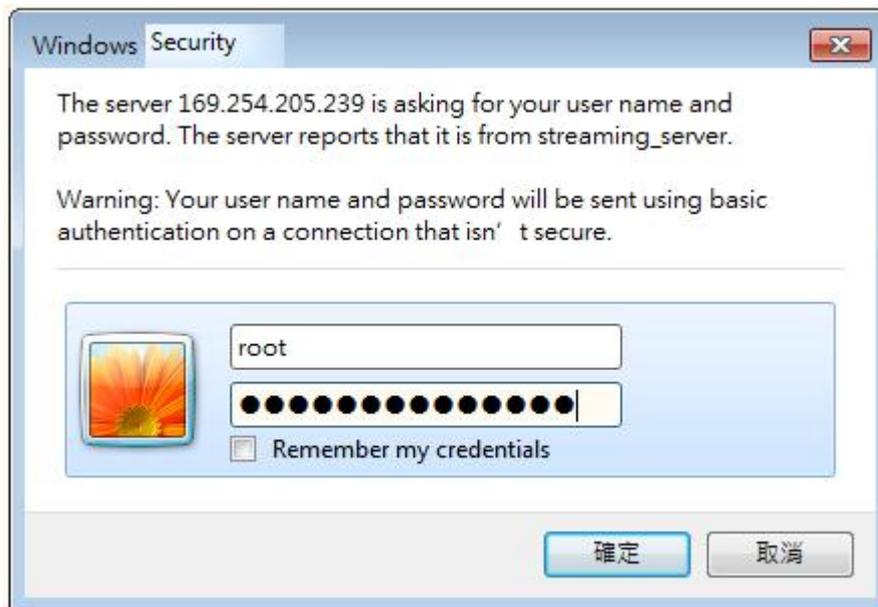 Windows Security
The server 169.254.205.239 is asking for your user name and
password. The server reports that it is from streaming_server.
Warning: Your user name and password will be sent using basic
authentication on a connection that isn’ t secure.
root
●●●●●●●●●●●●●●
Remember my credentials
確定 取消